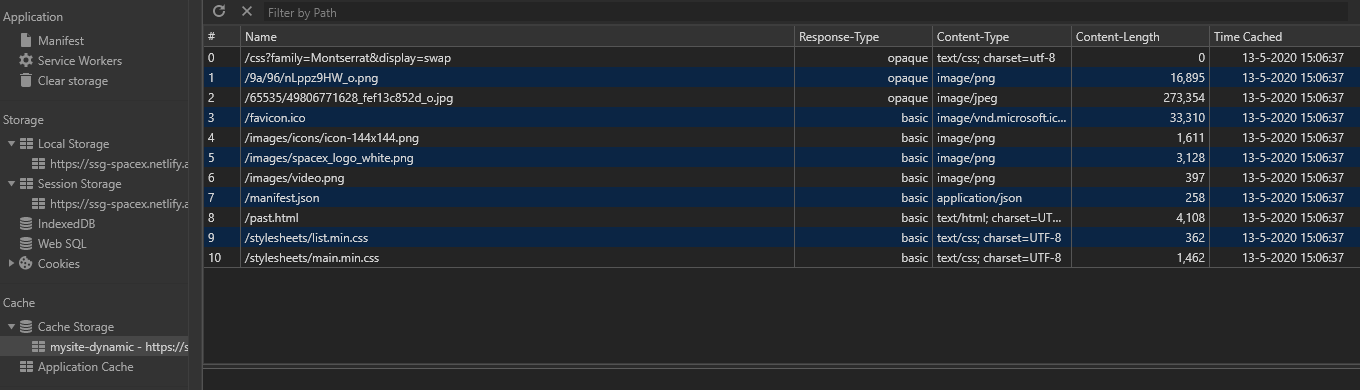 Application
Manifest
Service Workers
Clear storage
Storage
Local Storage
https://ssg-spacex.netlify.a
Session Storage
https://ssg-spacex.netlify.a
IndexedDB
Web SQL
Cookies
Cache
Cache Storage
mysite-dynamic - https://s
Application Cache
Filter by Path
# Name Response-Type Content-Type Content-Length Time Cached
0 /css?family=Montserrat&display=swap opaque text/css; charset=utf-8 0 13-5-2020 15:06:37
1 /9a/96/nLppz9HW_o.png opaque image/png 16,895 13-5-2020 15:06:37
2 /65535/49806771628_fef13c852d_o.jpg opaque image/jpeg 273,354 13-5-2020 15:06:37
3 /favicon.ico basic image/vnd.microsoft.ic... 33,310 13-5-2020 15:06:37
4 /images/icons/icon-144x144.png basic image/png 1,611 13-5-2020 15:06:37
5 /images/spacex_logo_white.png basic image/png 3,128 13-5-2020 15:06:37
6 /images/video.png basic image/png 397 13-5-2020 15:06:37
7 /manifest.json basic application/json 258 13-5-2020 15:06:37
8 /past.html basic text/html; charset=UT... 4,108 13-5-2020 15:06:37
9 /stylesheets/list.min.css basic text/css; charset=UTF-8 362 13-5-2020 15:06:37
10 /stylesheets/main.min.css basic text/css; charset=UTF-8 1,462 13-5-2020 15:06:37